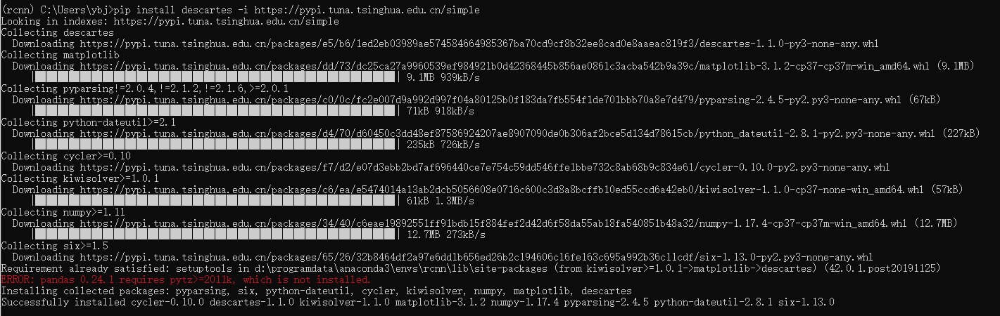 (rcnn) C:\Users\ybj>pip install descartes -i https://pypi.tuna.tsinghua.edu.cn/simple
Looking in indexes: https://pypi.tuna.tsinghua.edu.cn/simple
Collecting descartes
Downloading https://pypi.tuna.tsinghua.edu.cn/packages/e5/b6/1ed2eb03989ae574584664985367ba70cd9cf8b32ee8cad0e8aaeac819f3/descartes-1.1.0-py3-none-any.whl
Collecting matplotlib
Downloading https://pypi.tuna.tsinghua.edu.cn/packages/dd/73/dc25ca27a9960539ef984921b0d42368445b856ae0861c3acba542b9a39c/matplotlib-3.1.2-cp37-cp37m-win_amd64.whl (9.1MB)
9.1MB 939kB/s
Collecting pyparsing!=2.0.4,!=2.1.2,!=2.1.6,>=2.0.1
Downloading https://pypi.tuna.tsinghua.edu.cn/packages/c0/0c/fc2e007d9a992d997f04a80125b0f183da7fb554f1de701bbb70a8e7d479/pyparsing-2.4.5-py2.py3-none-any.whl (67kB)
71kB 918kB/s
Collecting python-dateutil>=2.1
Downloading https://pypi.tuna.tsinghua.edu.cn/packages/d4/70/d60450c3dd48ef87586924207ae8907090de0b306af2bce5d134d78615cb/python_dateutil-2.8.1-py2.py3-none-any.whl (227kB)
235kB 726kB/s
Collecting cycler>=0.10
Downloading https://pypi.tuna.tsinghua.edu.cn/packages/f7/d2/e07d3ebb2bd7af696440ce7e754c59dd546ffe1bbe732c8ab68b9c834e61/cycler-0.10.0-py2.py3-none-any.whl
Collecting kiwisolver>=1.0.1
Downloading https://pypi.tuna.tsinghua.edu.cn/packages/c6/ea/e5474014a13ab2dcb5056608e0716c600c3d8a8bcffb10ed55ccd6a42eb0/kiwisolver-1.1.0-cp37-none-win_amd64.whl (57kB)
61kB 1.3MB/s
Collecting numpy>=1.11
Downloading https://pypi.tuna.tsinghua.edu.cn/packages/34/40/c6eae19892551ff91bdb15f884fef2d42d6f58da55ab18fa540851b48a32/numpy-1.17.4-cp37-cp37m-win_amd64.whl (12.7MB)
12.7MB 273kB/s
Collecting six>=1.5
Downloading https://pypi.tuna.tsinghua.edu.cn/packages/65/26/32b8464df2a97e6dd1b656ed26b2c194606c16fe163c695a992b36c11cdf/six-1.13.0-py2.py3-none-any.whl
Requirement already satisfied: setuptools in d:\programdata\anaconda3\envs\rcnn\lib\site-packages (from kiwisolver>=1.0.1->matplotlib->descartes) (42.0.1.post20191125)
ERROR: pandas 0.24.1 requires pytz>=2011k, which is not installed.
Installing collected packages: pyparsing, six, python-dateutil, cycler, kiwisolver, numpy, matplotlib, descartes
Successfully installed cycler-0.10.0 descartes-1.1.0 kiwisolver-1.1.0 matplotlib-3.1.2 numpy-1.17.4 pyparsing-2.4.5 python-dateutil-2.8.1 six-1.13.0